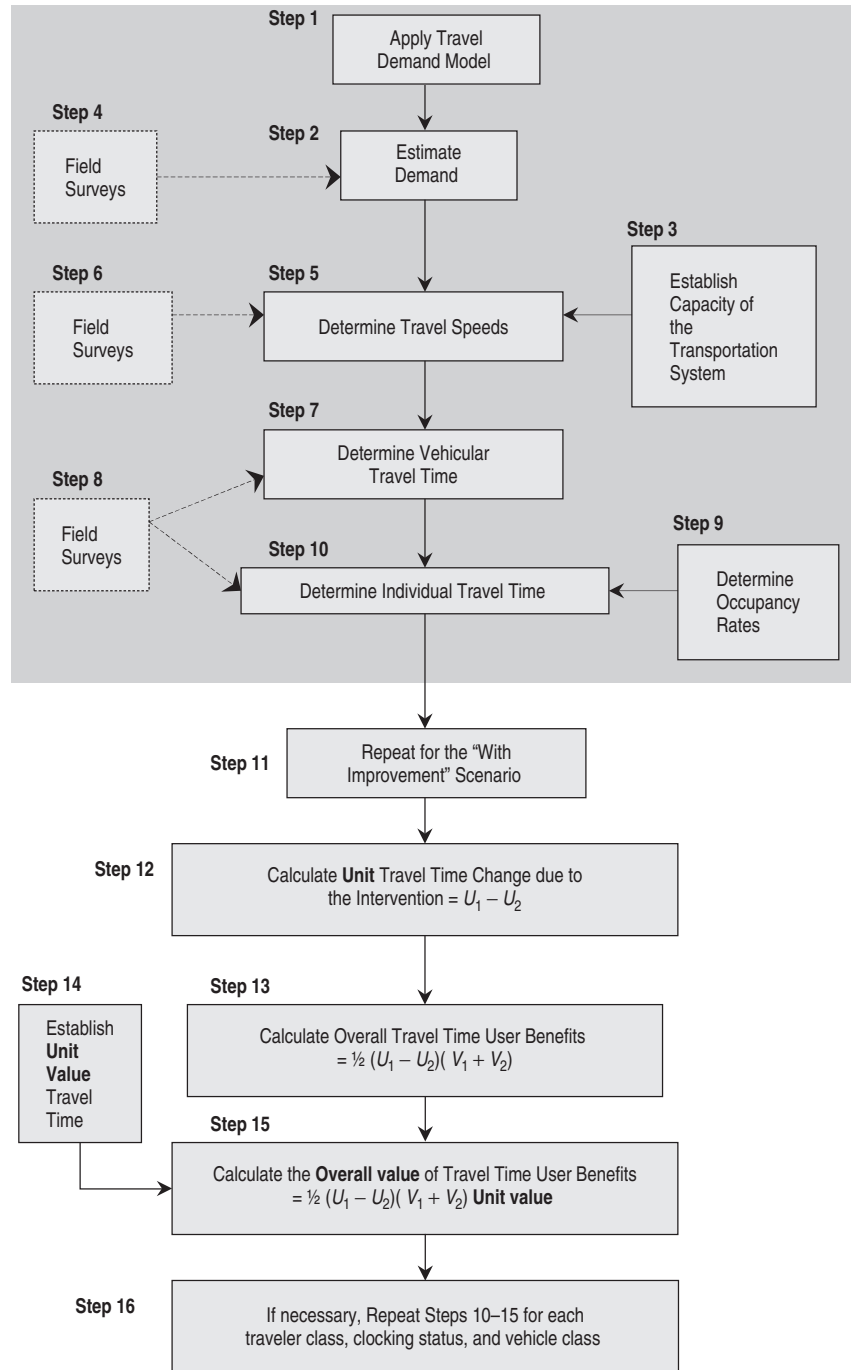 Step 1
Apply Travel
Demand Model
Step 4
Field
Surveys
Step 2
Estimate
Demand
Step 3
Establish
Capacity of
the
Transportation
System
Step 6
Field
Surveys
Step 5
Determine Travel Speeds
Step 7
Determine Vehicular
Travel Time
Step 8
Field
Surveys
Step 9
Determine
Occupancy
Rates
Step 10
Determine Individual Travel Time
Step 11
Repeat for the “With
Improvement” Scenario
Step 12
Calculate Unit Travel Time Change due to
the Intervention = U₁ − U₂
Step 13
Calculate Overall Travel Time User Benefits
= ½ (U₁ − U₂)( V₁ + V₂)
Step 14
Establish
Unit
Value
Travel
Time
Step 15
Calculate the Overall value of Travel Time User Benefits
= ½ (U₁ − U₂)( V₁ + V₂) Unit value
Step 16
If necessary, Repeat Steps 10–15 for each
traveler class, clocking status, and vehicle class